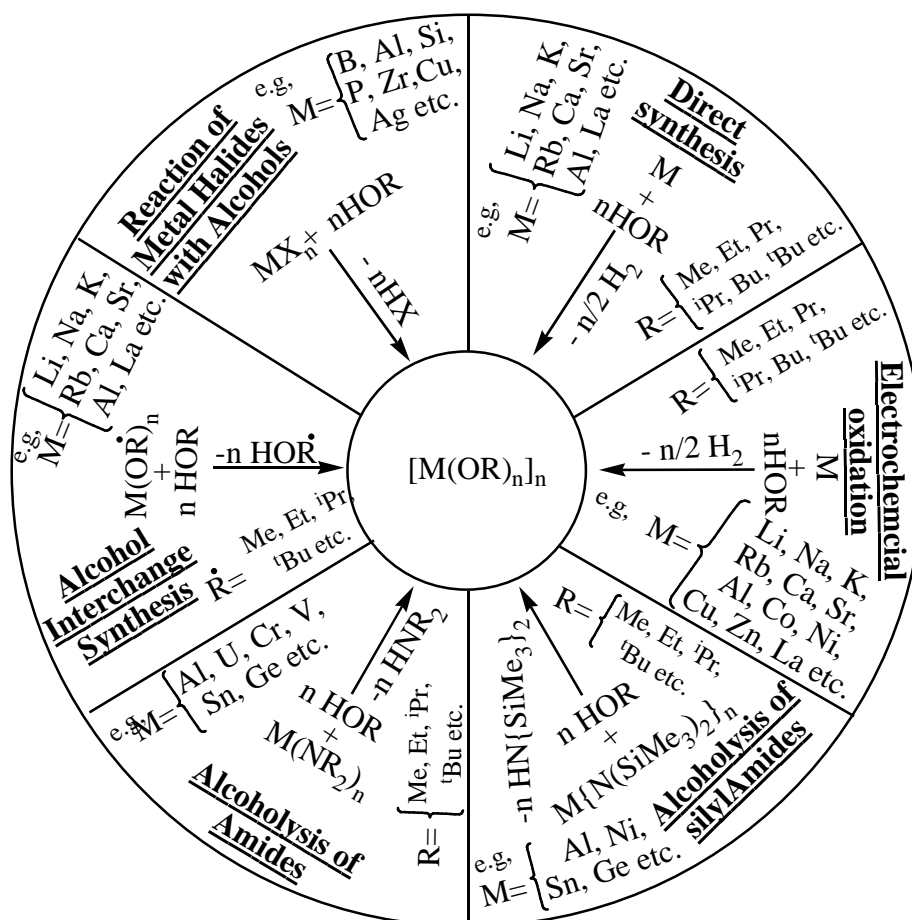 Reaction of
Metal Halides
with Alcohols
e.g,
M= B, Al, Si,
P, Zr,Cu,
Ag etc.
MXₙ+ nHOR
- nHX
Direct
synthesis
e.g,
M= Li, Na, K,
Rb, Ca, Sr,
Al, La etc.
M
+
nHOR
- n/2 H₂
R= Me, Et, Pr,
ⁱPr, Bu, ᵗBu etc.
Electrochemcial
oxidation
R= Me, Et, Pr,
ⁱPr, Bu, ᵗBu etc.
M
+
nHOR
- n/2 H₂
e.g,
M= Li, Na, K,
Rb, Ca, Sr,
Al, Co, Ni,
Cu, Zn, La etc.
Alcoholysis of
silylAmides
R= Me, Et, ⁱPr,
ᵗBu etc.
n HOR
+
M{N(SiMe₃)₂}ₙ
-n HN{SiMe₃}₂
e.g,
M= Al, Ni,
Sn, Ge etc.
Alcoholysis of
Amides
e.g,
M= Al, U, Cr, V,
Sn, Ge etc.
n HOR
+
M(NR₂)ₙ
-n HNR₂
R= Me, Et, ⁱPr,
ᵗBu etc.
Alcohol
Interchange
Synthesis
e.g,
M= Li, Na, K,
Rb, Ca, Sr,
Al, La etc.
M(OṘ)ₙ
+
n HOR
-n HOṘ
Ṙ= Me, Et, ⁱPr,
ᵗBu etc.
[M(OR)ₙ]ₙ